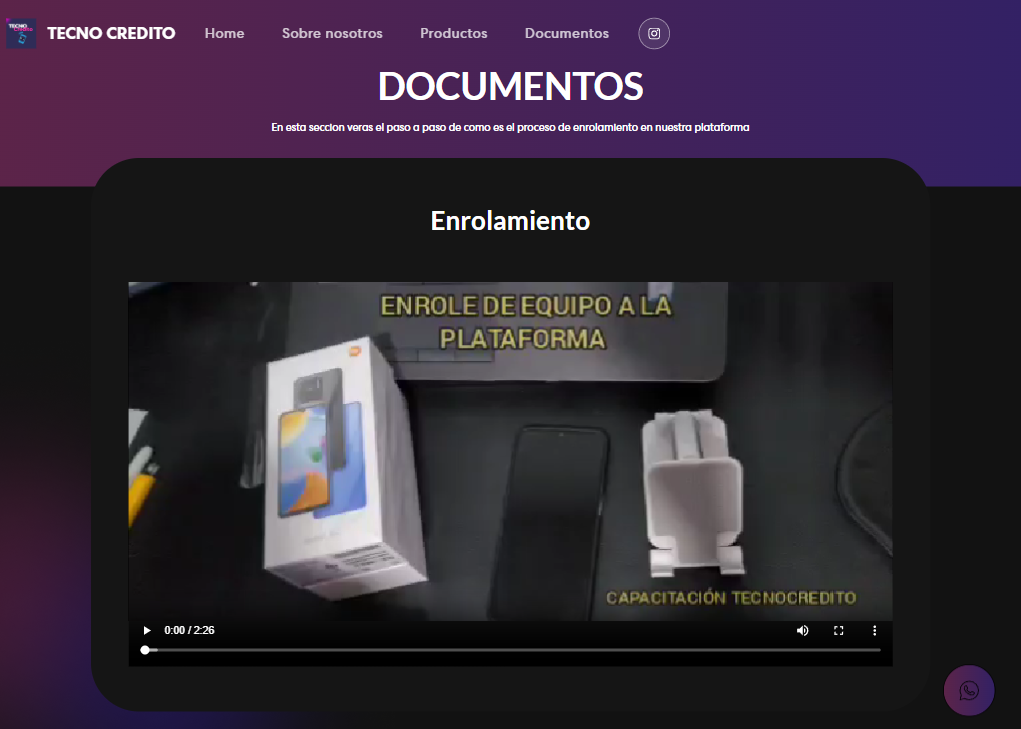 TECNO
TECNO CREDITO
Home
Sobre nosotros
Productos
Documentos
DOCUMENTOS
En esta seccion veras el paso a paso de como es el proceso de enrolamiento en nuestra plataforma
Enrolamiento
ENROLE DE EQUIPO A LA
PLATAFORMA
CAPACITACIÓN TECNOCREDITO
0:00 / 2:26